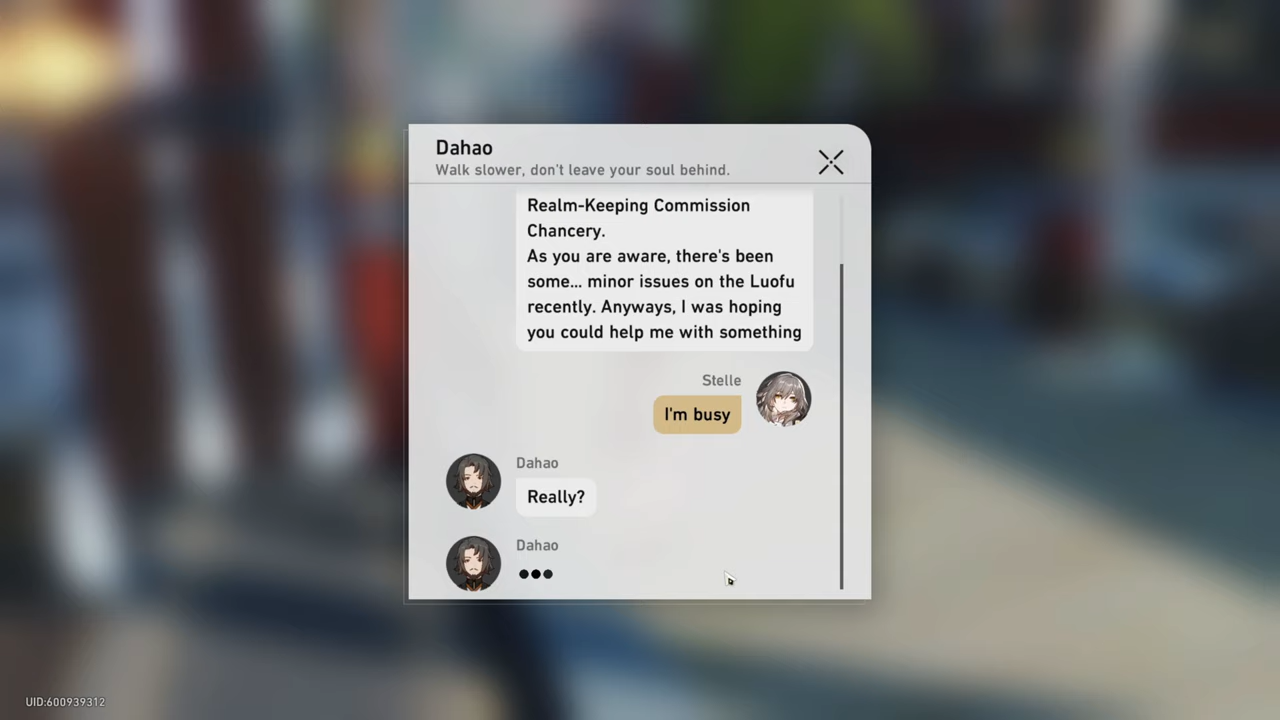 Dahao
Walk slower, don't leave your soul behind.
Realm-Keeping Commission
Chancery.
As you are aware, there's been
some... minor issues on the Luofu
recently. Anyways, I was hoping
you could help me with something
Stelle
I'm busy
Dahao
Really?
Dahao
UID:600939312